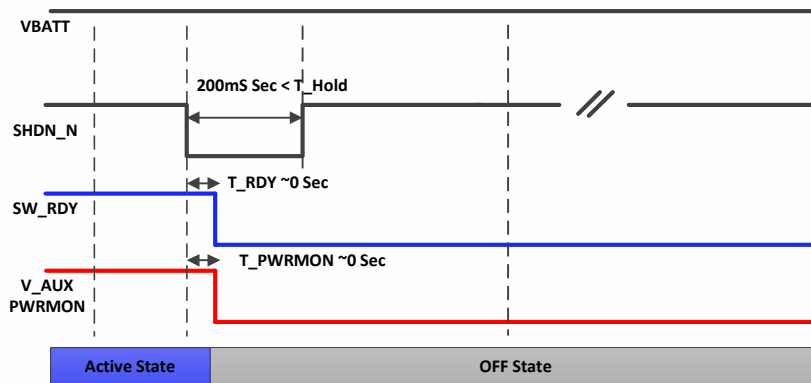 VBATT
200mS Sec < T_Hold
SHDN_N
T_RDY ~0 Sec
SW_RDY
T_PWRMON ~0 Sec
V_AUX
PWRMON
Active State
OFF State